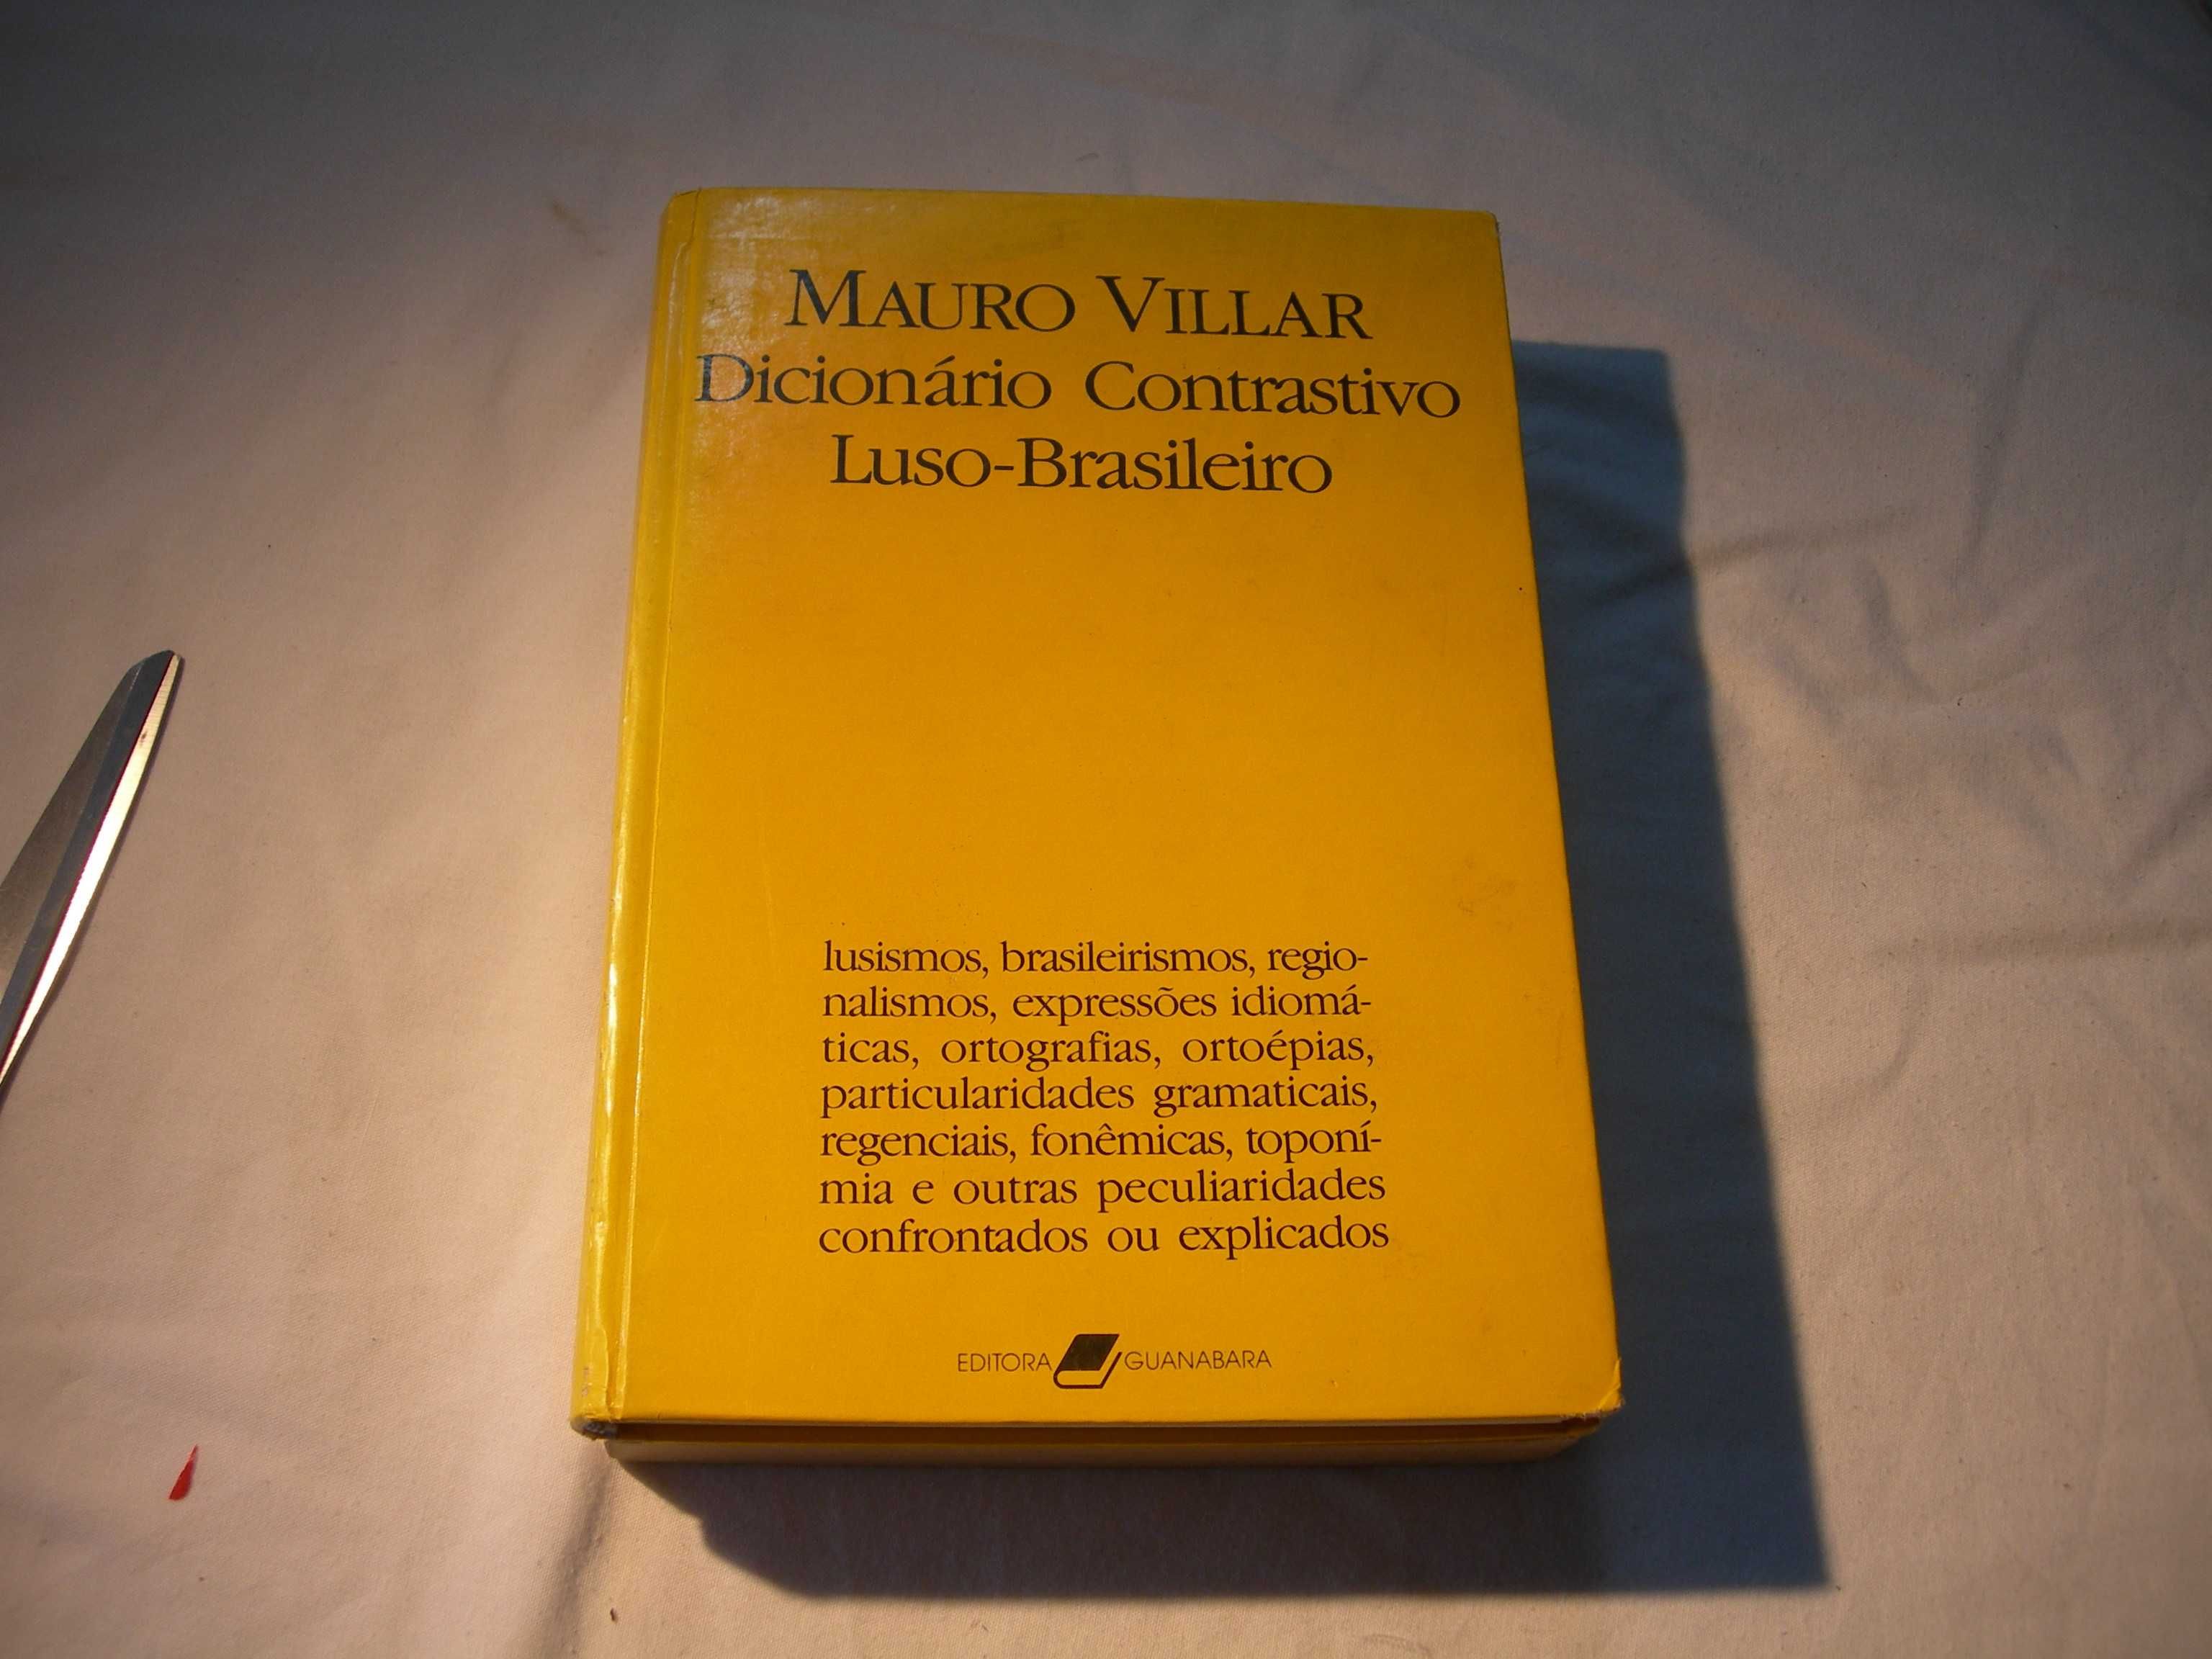 MAURO VILLAR
Dicionário Contrastivo
Luso-Brasileiro
lusismos, brasileirismos, regio-
nalismos, expressões idiomá-
ticas, ortografias, ortoépias,
particularidades gramaticais,
regenciais, fonêmicas, toponí-
mia e outras peculiaridades
confrontados ou explicados
EDITORA GUANABARA